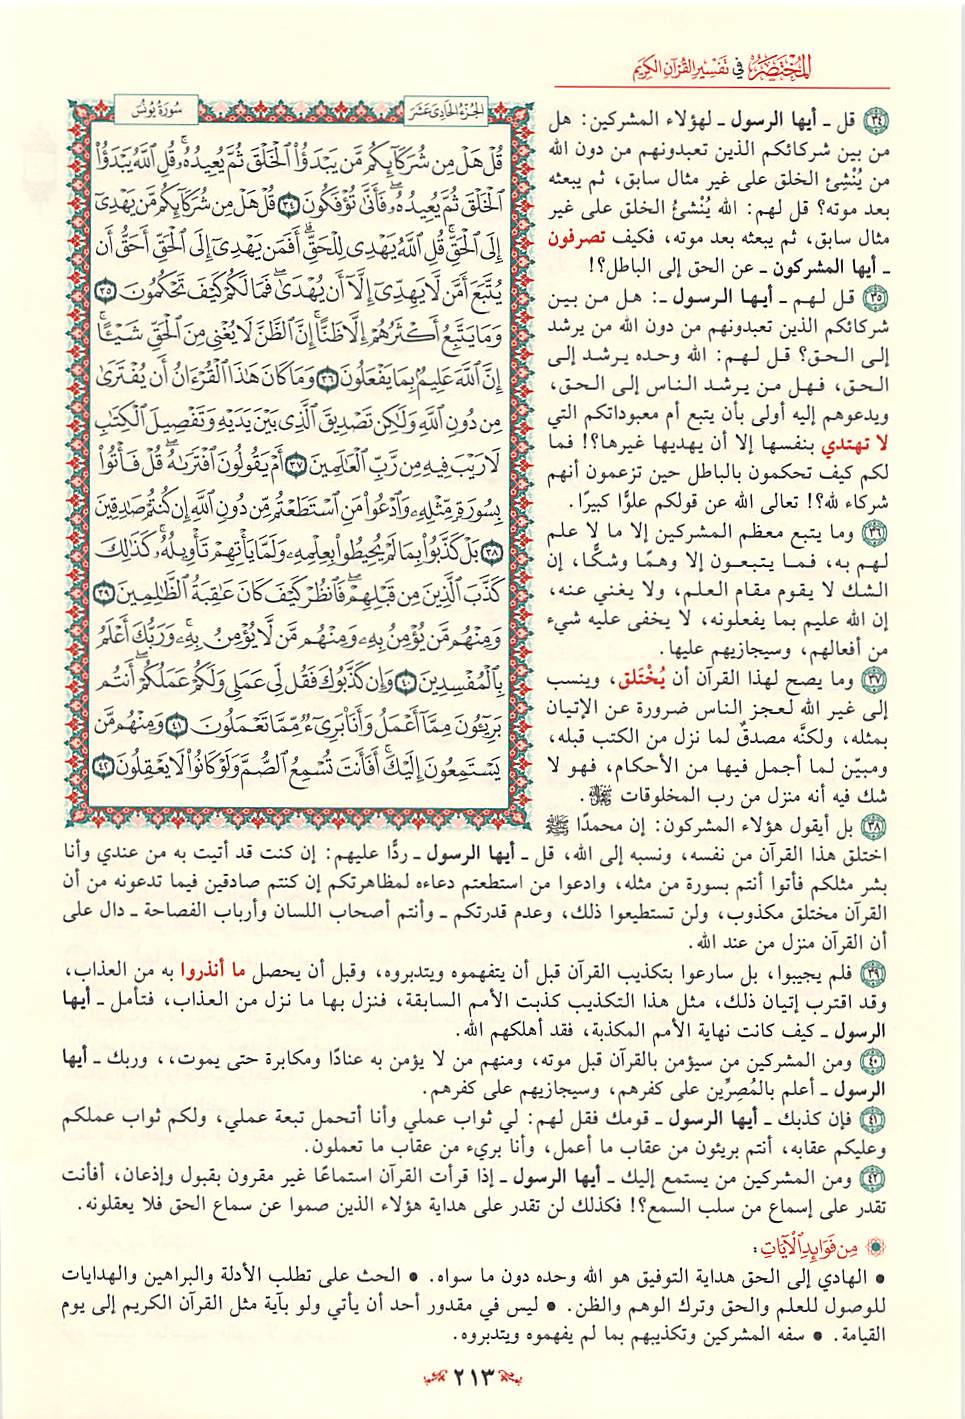 المختصر في تفسير القرآن الكريم
سُورَةُ يُونُسَ
الجُزْءُ الحَادِي عَشَرَ
قُلْ هَلْ مِن شُرَكَآئِكُم مَّن يَبْدَؤُا۟ ٱلْخَلْقَ ثُمَّ يُعِيدُهُۥ ۚ قُلِ ٱللَّهُ يَبْدَؤُا۟
ٱلْخَلْقَ ثُمَّ يُعِيدُهُۥ ۖ فَأَنَّىٰ تُؤْفَكُونَ ٣٤ قُلْ هَلْ مِن شُرَكَآئِكُم مَّن يَهْدِىٓ
إِلَى ٱلْحَقِّ ۚ قُلِ ٱللَّهُ يَهْدِى لِلْحَقِّ ۗ أَفَمَن يَهْدِىٓ إِلَى ٱلْحَقِّ أَحَقُّ أَن
يُتَّبَعَ أَمَّن لَّا يَهِدِّىٓ إِلَّآ أَن يُهْدَىٰ ۖ فَمَا لَكُمْ كَيْفَ تَحْكُمُونَ ٣٥
وَمَا يَتَّبِعُ أَكْثَرُهُمْ إِلَّا ظَنًّا ۚ إِنَّ ٱلظَّنَّ لَا يُغْنِى مِنَ ٱلْحَقِّ شَيْـًٔا ۚ
إِنَّ ٱللَّهَ عَلِيمٌۢ بِمَا يَفْعَلُونَ ٣٦ وَمَا كَانَ هَٰذَا ٱلْقُرْءَانُ أَن يُفْتَرَىٰ
مِن دُونِ ٱللَّهِ وَلَٰكِن تَصْدِيقَ ٱلَّذِى بَيْنَ يَدَيْهِ وَتَفْصِيلَ ٱلْكِتَٰبِ
لَا رَيْبَ فِيهِ مِن رَّبِّ ٱلْعَٰلَمِينَ ٣٧ أَمْ يَقُولُونَ ٱفْتَرَىٰهُ ۖ قُلْ فَأْتُوا۟
بِسُورَةٍ مِّثْلِهِۦ وَٱدْعُوا۟ مَنِ ٱسْتَطَعْتُم مِّن دُونِ ٱللَّهِ إِن كُنتُمْ صَٰدِقِينَ
٣٨ بَلْ كَذَّبُوا۟ بِمَا لَمْ يُحِيطُوا۟ بِعِلْمِهِۦ وَلَمَّا يَأْتِهِمْ تَأْوِيلُهُۥ ۚ كَذَٰلِكَ
كَذَّبَ ٱلَّذِينَ مِن قَبْلِهِمْ ۖ فَٱنظُرْ كَيْفَ كَانَ عَٰقِبَةُ ٱلظَّٰلِمِينَ ٣٩
وَمِنْهُم مَّن يُؤْمِنُ بِهِۦ وَمِنْهُم مَّن لَّا يُؤْمِنُ بِهِۦ ۚ وَرَبُّكَ أَعْلَمُ
بِٱلْمُفْسِدِينَ ٤٠ وَإِن كَذَّبُوكَ فَقُل لِّى عَمَلِى وَلَكُمْ عَمَلُكُمْ ۖ أَنتُم
بَرِيٓـُٔونَ مِمَّآ أَعْمَلُ وَأَنَا۠ بَرِىٓءٌ مِّمَّا تَعْمَلُونَ ٤١ وَمِنْهُم مَّن
يَسْتَمِعُونَ إِلَيْكَ ۚ أَفَأَنتَ تُسْمِعُ ٱلصُّمَّ وَلَوْ كَانُوا۟ لَا يَعْقِلُونَ ٤٢
٣٤ قل ـ أيها الرسول ـ لهؤلاء المشركين: هل
من بين شركائكم الذين تعبدونهم من دون الله
من يُنْشِئ الخلق على غير مثال سابق، ثم يبعثه
بعد موته؟ قل لهم: الله يُنْشئ الخلق على غير
مثال سابق، ثم يبعثه بعد موته، فكيف تصرفون
ـ أيها المشركون ـ عن الحق إلى الباطل؟!
٣٥ قل لهم ـ أيها الرسول ـ: هل من بين
شركائكم الذين تعبدونهم من دون الله من يرشد
إلى الحق؟ قل لهم: الله وحده يرشد إلى
الحق، فهل من يرشد الناس إلى الحق،
ويدعوهم إليه أولى بأن يتبع أم معبوداتكم التي
لا تهتدي بنفسها إلا أن يهديها غيرها؟! فما
لكم كيف تحكمون بالباطل حين تزعمون أنهم
شركاء لله؟! تعالى الله عن قولكم علوًّا كبيرًا.
٣٦ وما يتبع معظم المشركين إلا ما لا علم
لهم به، فما يتبعون إلا وهمًا وشكًّا، إن
الشك لا يقوم مقام العلم، ولا يغني عنه،
إن الله عليم بما يفعلونه، لا يخفى عليه شيء
من أفعالهم، وسيجازيهم عليها.
٣٧ وما يصح لهذا القرآن أن يُخْتَلق، وينسب
إلى غير الله لعجز الناس ضرورة عن الإتيان
بمثله، ولكنَّه مصدقٌ لما نزل من الكتب قبله،
ومبيّن لما أجمل فيها من الأحكام، فهو لا
شك فيه أنه منزل من رب المخلوقات .
٣٨ بل أيقول هؤلاء المشركون: إن محمدًا ﷺ
اختلق هذا القرآن من نفسه، ونسبه إلى الله، قل ـ أيها الرسول ـ ردًّا عليهم: إن كنت قد أتيت به من عندي وأنا
بشر مثلكم فأتوا أنتم بسورة من مثله، وادعوا من استطعتم دعاءه لمظاهرتكم إن كنتم صادقين فيما تدعونه من أن
القرآن مختلق مكذوب، ولن تستطيعوا ذلك، وعدم قدرتكم ـ وأنتم أصحاب اللسان وأرباب الفصاحة ـ دال على
أن القرآن منزل من عند الله.
٣٩ فلم يجيبوا، بل سارعوا بتكذيب القرآن قبل أن يتفهموه ويتدبروه، وقبل أن يحصل ما أنذروا به من العذاب،
وقد اقترب إتيان ذلك، مثل هذا التكذيب كذبت الأمم السابقة، فنزل بها ما نزل من العذاب، فتأمل ـ أيها
الرسول ـ كيف كانت نهاية الأمم المكذبة، فقد أهلكهم الله.
٤٠ ومن المشركين من سيؤمن بالقرآن قبل موته، ومنهم من لا يؤمن به عنادًا ومكابرة حتى يموت،، وربك ـ أيها
الرسول ـ أعلم بالمُصِرِّين على كفرهم، وسيجازيهم على كفرهم.
٤١ فإن كذبك ـ أيها الرسول ـ قومك فقل لهم: لي ثواب عملي وأنا أتحمل تبعة عملي، ولكم ثواب عملكم
وعليكم عقابه، أنتم بريئون من عقاب ما أعمل، وأنا بريء من عقاب ما تعملون.
٤٢ ومن المشركين من يستمع إليك ـ أيها الرسول ـ إذا قرأت القرآن استماعًا غير مقرون بقبول وإذعان، أفأنت
تقدر على إسماع من سلب السمع؟! فكذلك لن تقدر على هداية هؤلاء الذين صموا عن سماع الحق فلا يعقلونه.
مِن فَوَائِدِ الآيَاتِ:
• الهادي إلى الحق هداية التوفيق هو الله وحده دون ما سواه. • الحث على تطلب الأدلة والبراهين والهدايات
للوصول للعلم والحق وترك الوهم والظن. • ليس في مقدور أحد أن يأتي ولو بآية مثل القرآن الكريم إلى يوم
القيامة. • سفه المشركين وتكذيبهم بما لم يفهموه ويتدبروه.
٢١٣